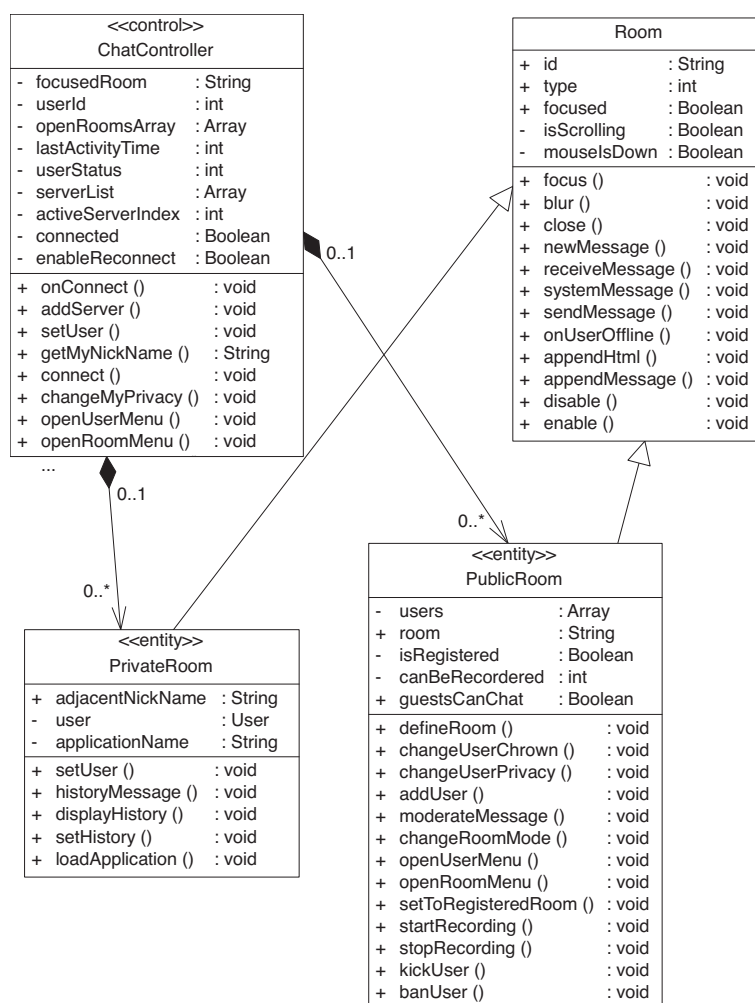 <<control>>
ChatController
- focusedRoom : String
- userId : int
- openRoomsArray : Array
- lastActivityTime : int
- userStatus : int
- serverList : Array
- activeServerIndex : int
- connected : Boolean
- enableReconnect : Boolean
+ onConnect () : void
+ addServer () : void
+ setUser () : void
+ getMyNickName () : String
+ connect () : void
+ changeMyPrivacy () : void
+ openUserMenu () : void
+ openRoomMenu () : void
...
Room
+ id : String
+ type : int
+ focused : Boolean
- isScrolling : Boolean
- mouseIsDown : Boolean
+ focus () : void
+ blur () : void
+ close () : void
+ newMessage () : void
+ receiveMessage () : void
+ systemMessage () : void
+ sendMessage () : void
+ onUserOffline () : void
+ appendHtml () : void
+ appendMessage () : void
+ disable () : void
+ enable () : void
0..1
0..1
0..*
0..*
<<entity>>
PrivateRoom
+ adjacentNickName : String
- user : User
- applicationName : String
+ setUser () : void
+ historyMessage () : void
+ displayHistory () : void
+ setHistory () : void
+ loadApplication () : void
<<entity>>
PublicRoom
- users : Array
+ room : String
- isRegistered : Boolean
- canBeRecordered : int
+ guestsCanChat : Boolean
+ defineRoom () : void
+ changeUserChrown () : void
+ changeUserPrivacy () : void
+ addUser () : void
+ moderateMessage () : void
+ changeRoomMode () : void
+ openUserMenu () : void
+ openRoomMenu () : void
+ setToRegisteredRoom () : void
+ startRecording () : void
+ stopRecording () : void
+ kickUser () : void
+ banUser () : void